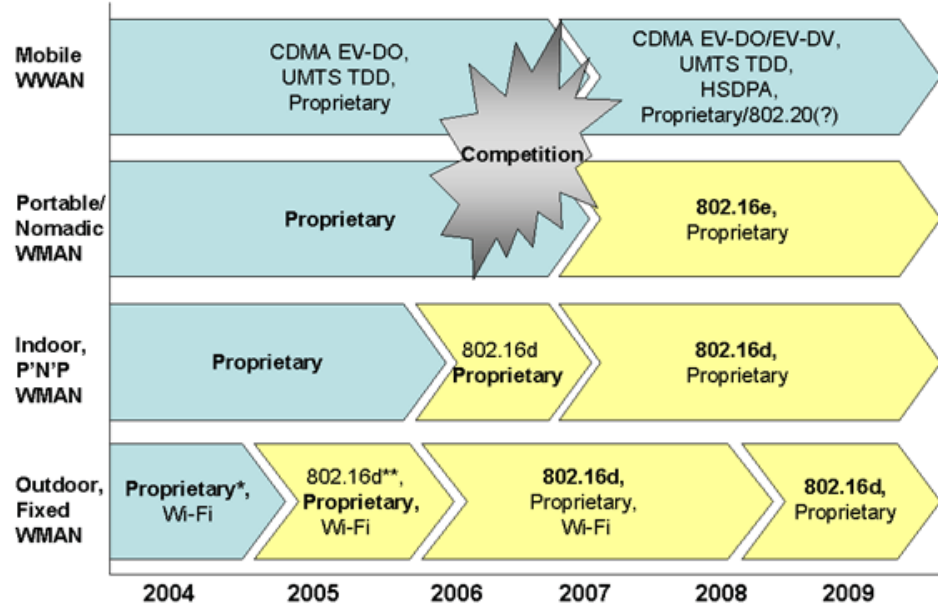 Mobile
WWAN
CDMA EV-DO,
UMTS TDD,
Proprietary
CDMA EV-DO/EV-DV,
UMTS TDD,
HSDPA,
Proprietary/802.20(?)
Competition
Portable/
Nomadic
WMAN
Proprietary
802.16e,
Proprietary
Indoor,
P'N'P
WMAN
Proprietary
802.16d
Proprietary
802.16d,
Proprietary
Outdoor,
Fixed
WMAN
Proprietary*,
Wi-Fi
802.16d**,
Proprietary,
Wi-Fi
802.16d,
Proprietary,
Wi-Fi
802.16d,
Proprietary
2004 2005 2006 2007 2008 2009